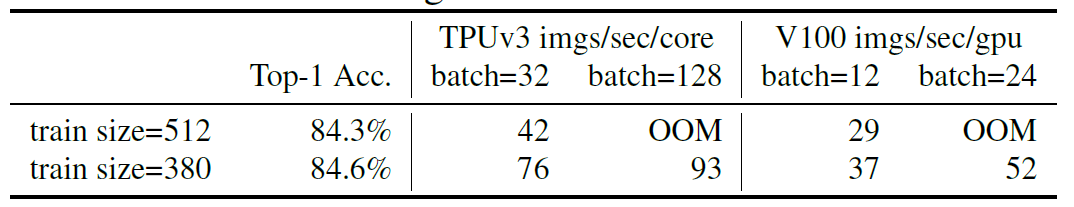 TPUv3 imgs/sec/core V100 imgs/sec/gpu
Top-1 Acc. batch=32 batch=128 batch=12 batch=24
train size=512 84.3% 42 OOM 29 OOM
train size=380 84.6% 76 93 37 52